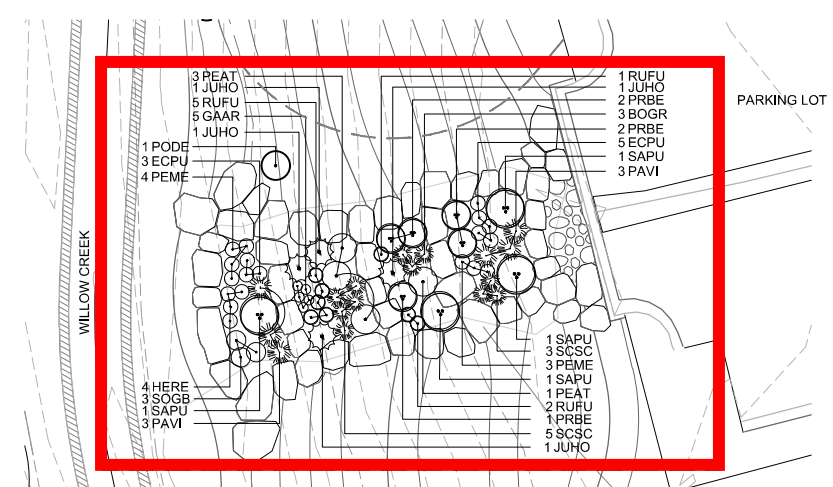 3 PEAT
1 JUHO
5 RUFU
5 GAAR
1 JUHO
1 PODE
3 ECPU
4 PEME
1 RUFU
1 JUHO
2 PRBE
3 BOGR
2 PRBE
5 ECPU
1 SAPU
3 PAVI
PARKING LOT
WILLOW CREEK
4 HERE
3 SOGB
1 SAPU
3 PAVI
1 SAPU
3 SCSC
3 PEME
1 SAPU
1 PEAT
2 RUFU
1 PRBE
5 SCSC
1 JUHO